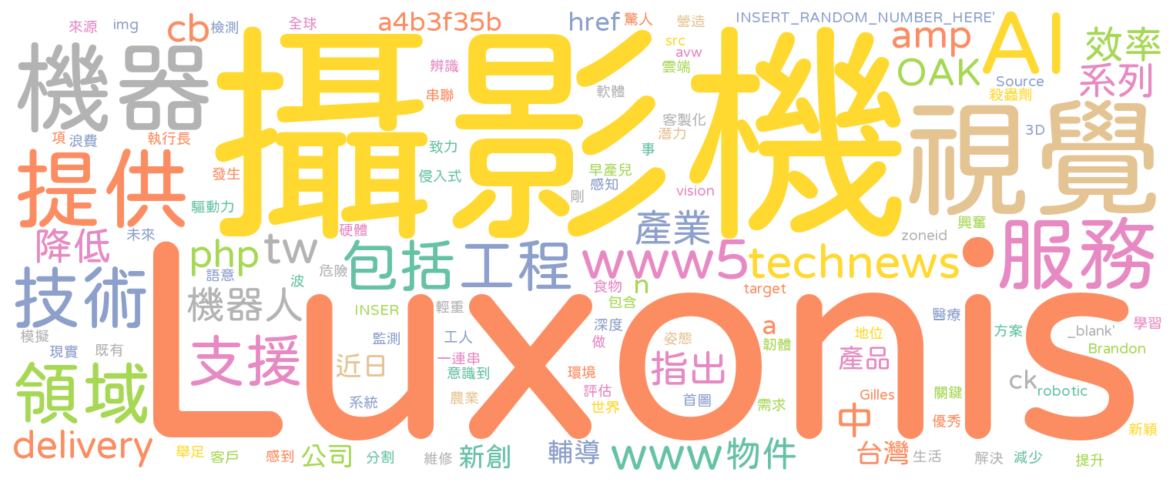 來源 img cb 檢測 全球 a4b3f35b href 驚人 營造 INSERT_RANDOM_NUMBER_HERE'
機器 攝影機 辨識 串聯 軟體 src avw 雲端 amp AI Source 效率
OAK 殺蟲劑 系列
項 浪費 執行長 客製化 潛力 視覺 3D
提供 發生 致力 侵入式 事 早產兒 感知 剛 vision
驅動力 硬體 產業 zoneid 興奮 服務
降低 未來 php 語意 tw 波 危險 包括 工程 www5 technews
技術 機器人 INSER 輕重 食物 n 包含 target
模擬 現實 既有 支援 監測 工人 深度 做 a 韌體 姿態 地位 醫療 方案 _blank' 學習
Luxonis
近日 一連串 意識到 環境 指出 產品 Brandon
領域 系統 農業 評估 世界 首圖 需求 Gilles 關鍵 ck robotic
delivery 中 優秀 新穎
舉足 客戶 感到 公司 分割 維修 新創 輔導 www 物件 台灣 生活 解決 減少 提升